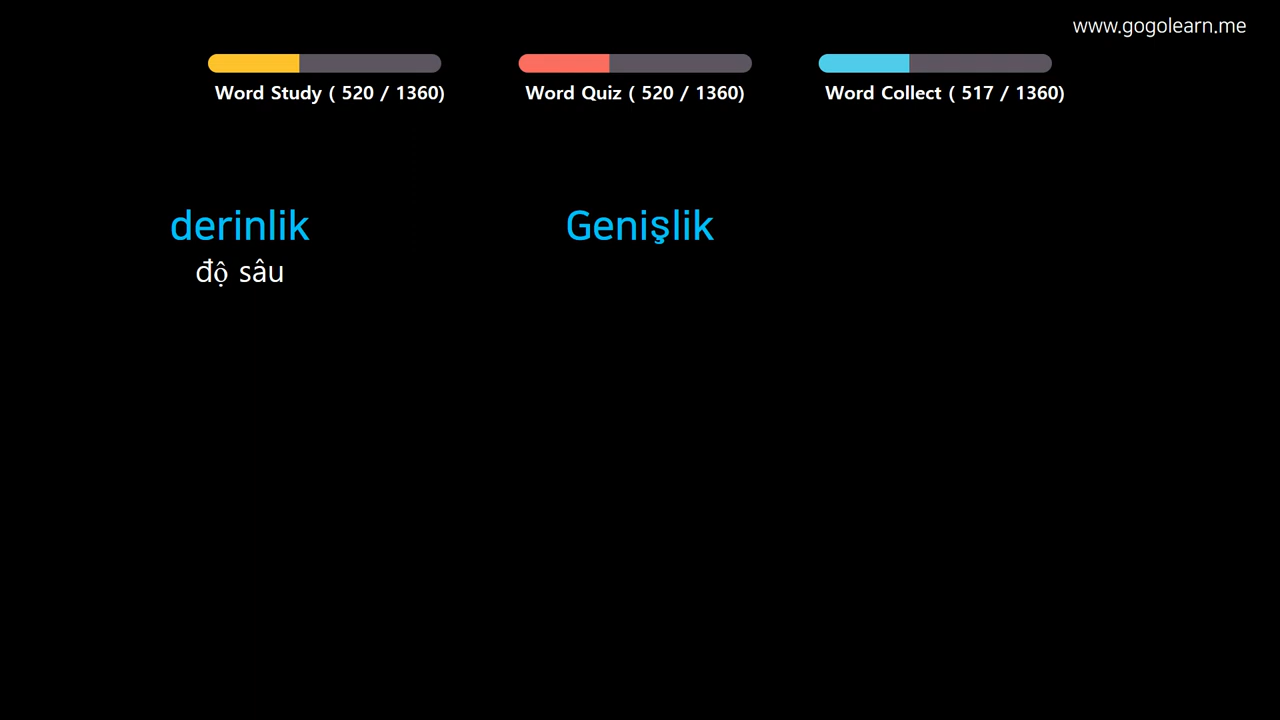 www.gogolearn.me
Word Study ( 520 / 1360)
Word Quiz ( 520 / 1360)
Word Collect ( 517 / 1360)
derinlik
Genişlik
độ sâu